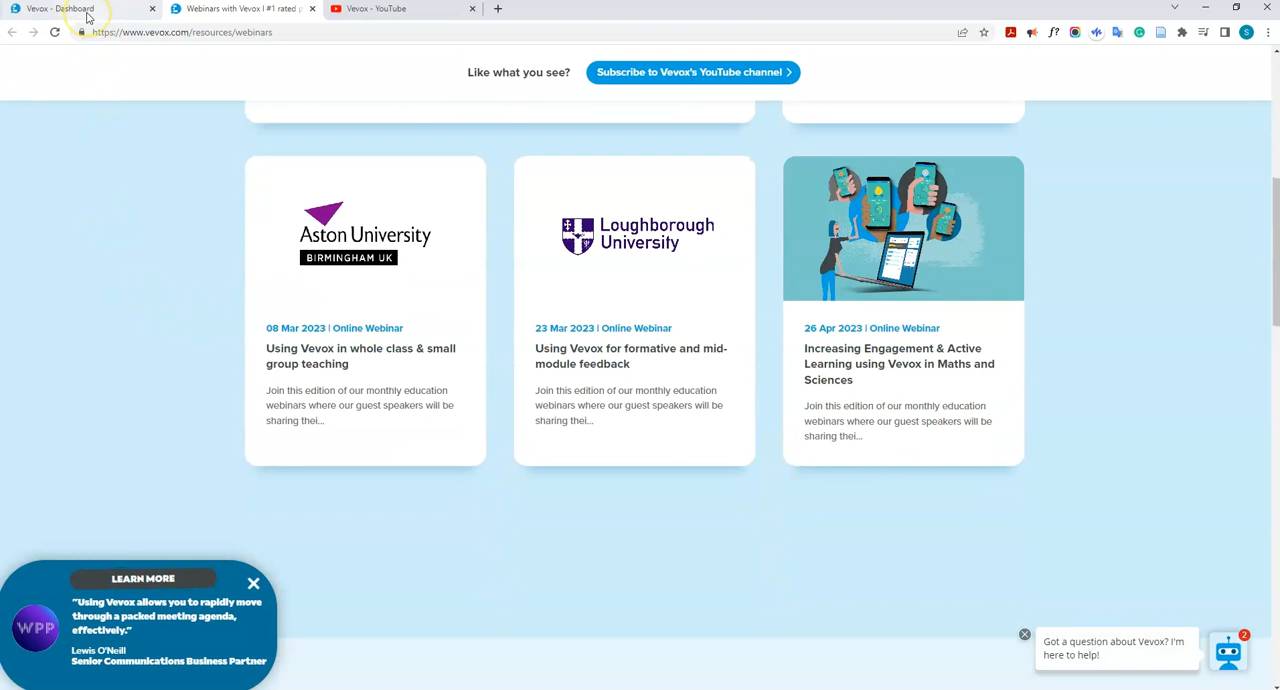 Vevox - Dashboard
Webinars with Vevox | #1 rated p
Vevox - YouTube
https://www.vevox.com/resources/webinars
Like what you see?
Subscribe to Vevox's YouTube channel
Aston University
BIRMINGHAM UK
Loughborough
University
08 Mar 2023 | Online Webinar
Using Vevox in whole class & small
group teaching
Join this edition of our monthly education
webinars where our guest speakers will be
sharing thei...
23 Mar 2023 | Online Webinar
Using Vevox for formative and mid-
module feedback
Join this edition of our monthly education
webinars where our guest speakers will be
sharing thei...
26 Apr 2023 | Online Webinar
Increasing Engagement & Active
Learning using Vevox in Maths and
Sciences
Join this edition of our monthly education
webinars where our guest speakers will be
sharing thei...
LEARN MORE
"Using Vevox allows you to rapidly move
through a packed meeting agenda,
effectively."
WPP
Lewis O'Neill
Senior Communications Business Partner
Got a question about Vevox? I'm
here to help!
2